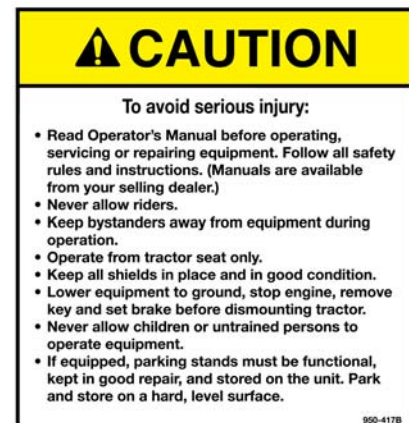 CAUTION
To avoid serious injury:
• Read Operator's Manual before operating,
servicing or repairing equipment. Follow all safety
rules and instructions. (Manuals are available
from your selling dealer.)
• Never allow riders.
• Keep bystanders away from equipment during
operation.
• Operate from tractor seat only.
• Keep all shields in place and in good condition.
• Lower equipment to ground, stop engine, remove
key and set brake before dismounting tractor.
• Never allow children or untrained persons to
operate equipment.
• If equipped, parking stands must be functional,
kept in good repair, and stored on the unit. Park
and store on a hard, level surface.
950-417B